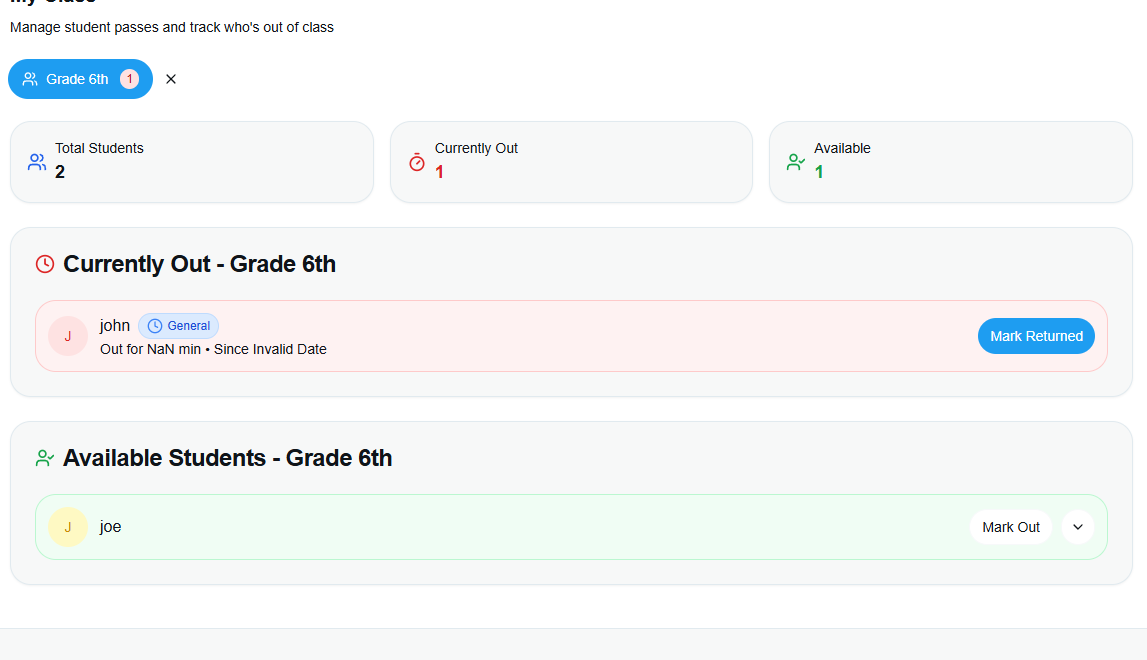 My Class
Manage student passes and track who's out of class
Grade 6th 1
Total Students
2
Currently Out
1
Available
1
Currently Out - Grade 6th
J
john General
Out for NaN min • Since Invalid Date
Mark Returned
Available Students - Grade 6th
J joe Mark Out